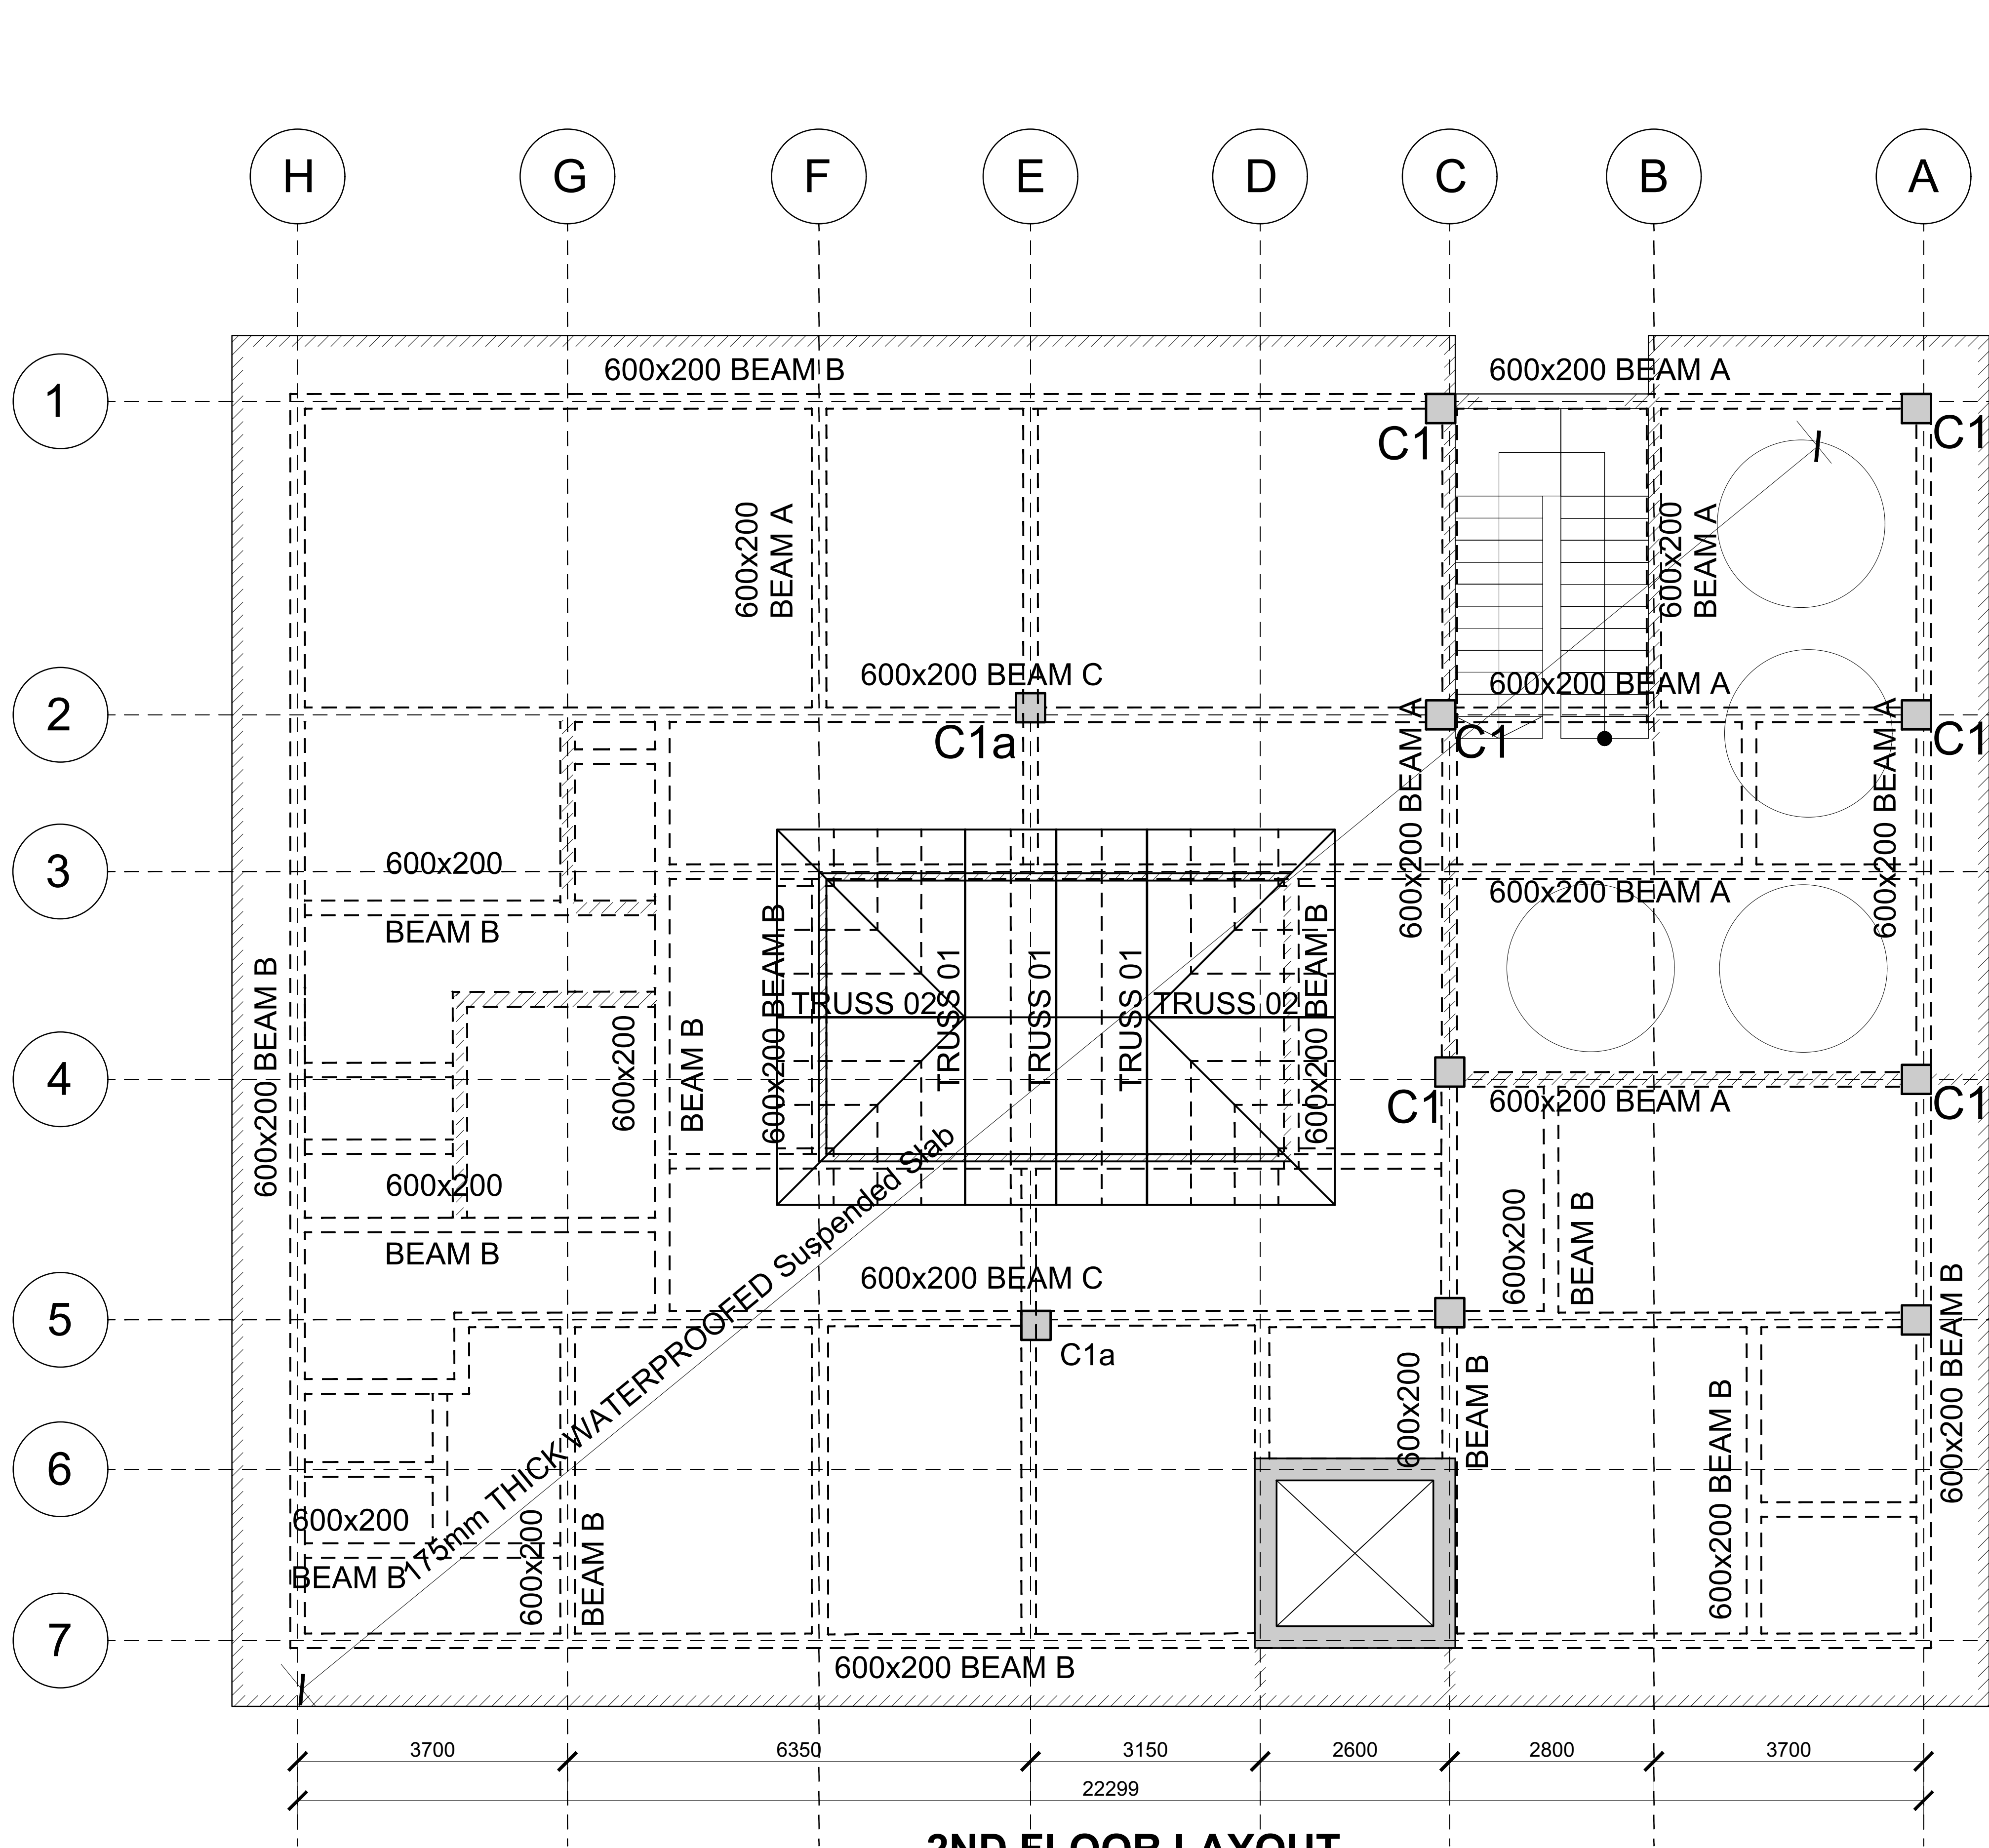 H G F E D C B A
1
600x200 BEAM B
600x200 BEAM A
C1
C1
600x200
BEAM A
600x200
BEAM A
2
600x200 BEAM C
600x200 BEAM A
C1a
C1
C1
600x200 BEAM A
600x200 BEAM A
3
600x200
BEAM B
600x200 BEAM A
600x200 BEAM B
600x200 BEAM B
600x200 BEAM B
TRUSS 02
TRUSS 01
TRUSS 01
TRUSS 01
TRUSS 02
600x200
BEAM B
4
600x200 BEAM A
C1
C1
175mm THICK WATERPROOFED Suspended Slab
600x200
BEAM B
600x200
BEAM B
600x200 BEAM C
600x200 BEAM B
5
C1a
600x200
BEAM B
600x200 BEAM B
6
600x200
BEAM B
600x200
BEAM B
7
600x200 BEAM B
3700 6350 3150 2600 2800 3700
22299
2ND FLOOR LAYOUT